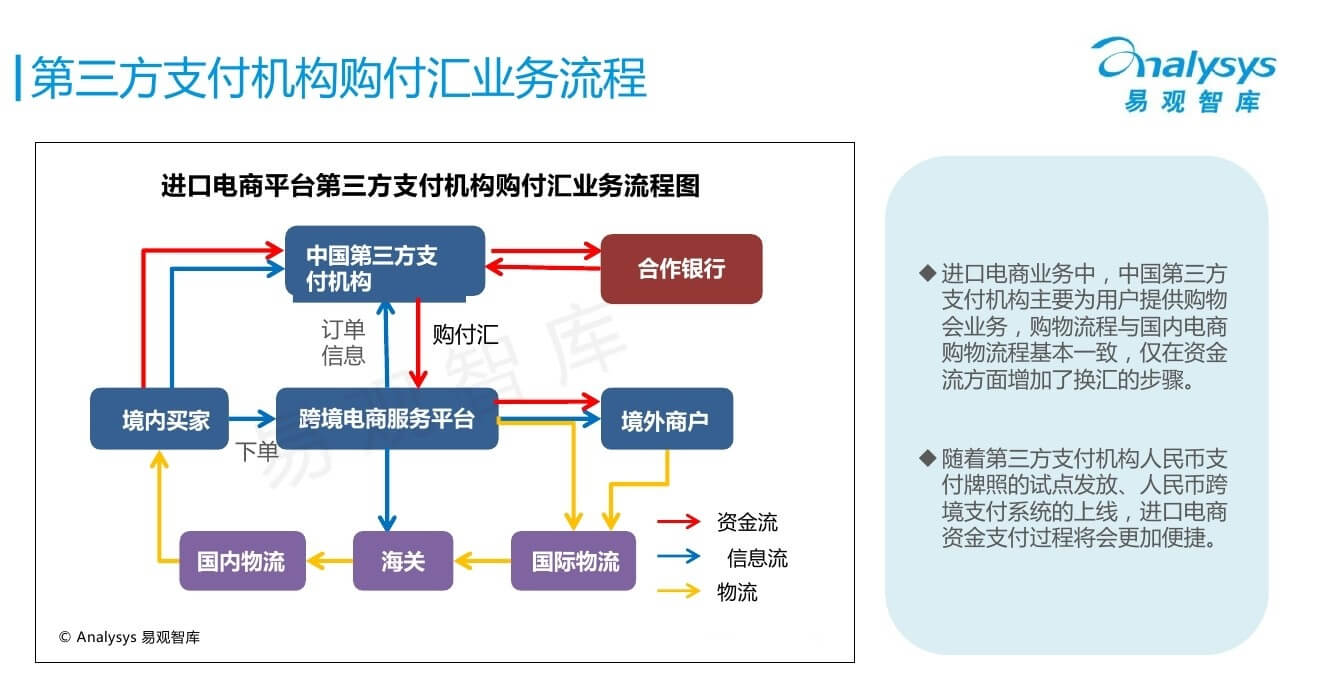 第三方支付机构购付汇业务流程
analysys
易观智库
进口电商平台第三方支付机构购付汇业务流程图
中国第三方支
付机构
合作银行
订单
信息
购付汇
境内买家
跨境电商服务平台
境外商户
下单
国内物流
海关
国际物流
资金流
信息流
物流
© Analysys 易观智库
易观智库
◆进口电商业务中，中国第三方
支付机构主要为用户提供购物
会业务，购物流程与国内电商
购物流程基本一致，仅在资金
流方面增加了换汇的步骤。
◆随着第三方支付机构人民币支
付牌照的试点发放、人民币跨
境支付系统的上线，进口电商
资金支付过程将会更加便捷。